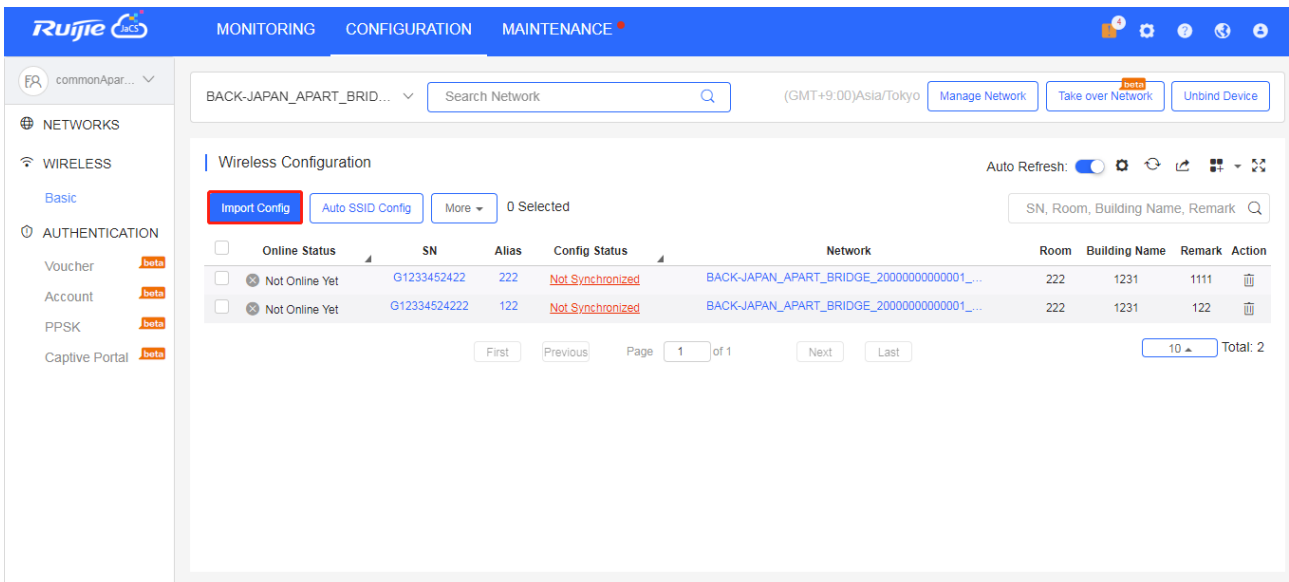 Ruijie JaCS MONITORING CONFIGURATION MAINTENANCE 4
commonApar...
BACK-JAPAN_APART_BRID... Search Network (GMT+9:00)Asia/Tokyo Manage Network Take over Network beta Unbind Device
NETWORKS
WIRELESS
Basic
AUTHENTICATION
Voucher beta
Account beta
PPSK beta
Captive Portal beta
Wireless Configuration Auto Refresh:
Import Config Auto SSID Config More 0 Selected SN, Room, Building Name, Remark
Online Status SN Alias Config Status Network Room Building Name Remark Action
Not Online Yet G1233452422 222 Not Synchronized BACK-JAPAN_APART_BRIDGE_20000000000001_... 222 1231 1111
Not Online Yet G12334524222 122 Not Synchronized BACK-JAPAN_APART_BRIDGE_20000000000001_... 222 1231 122
First Previous Page 1 of 1 Next Last 10 Total: 2